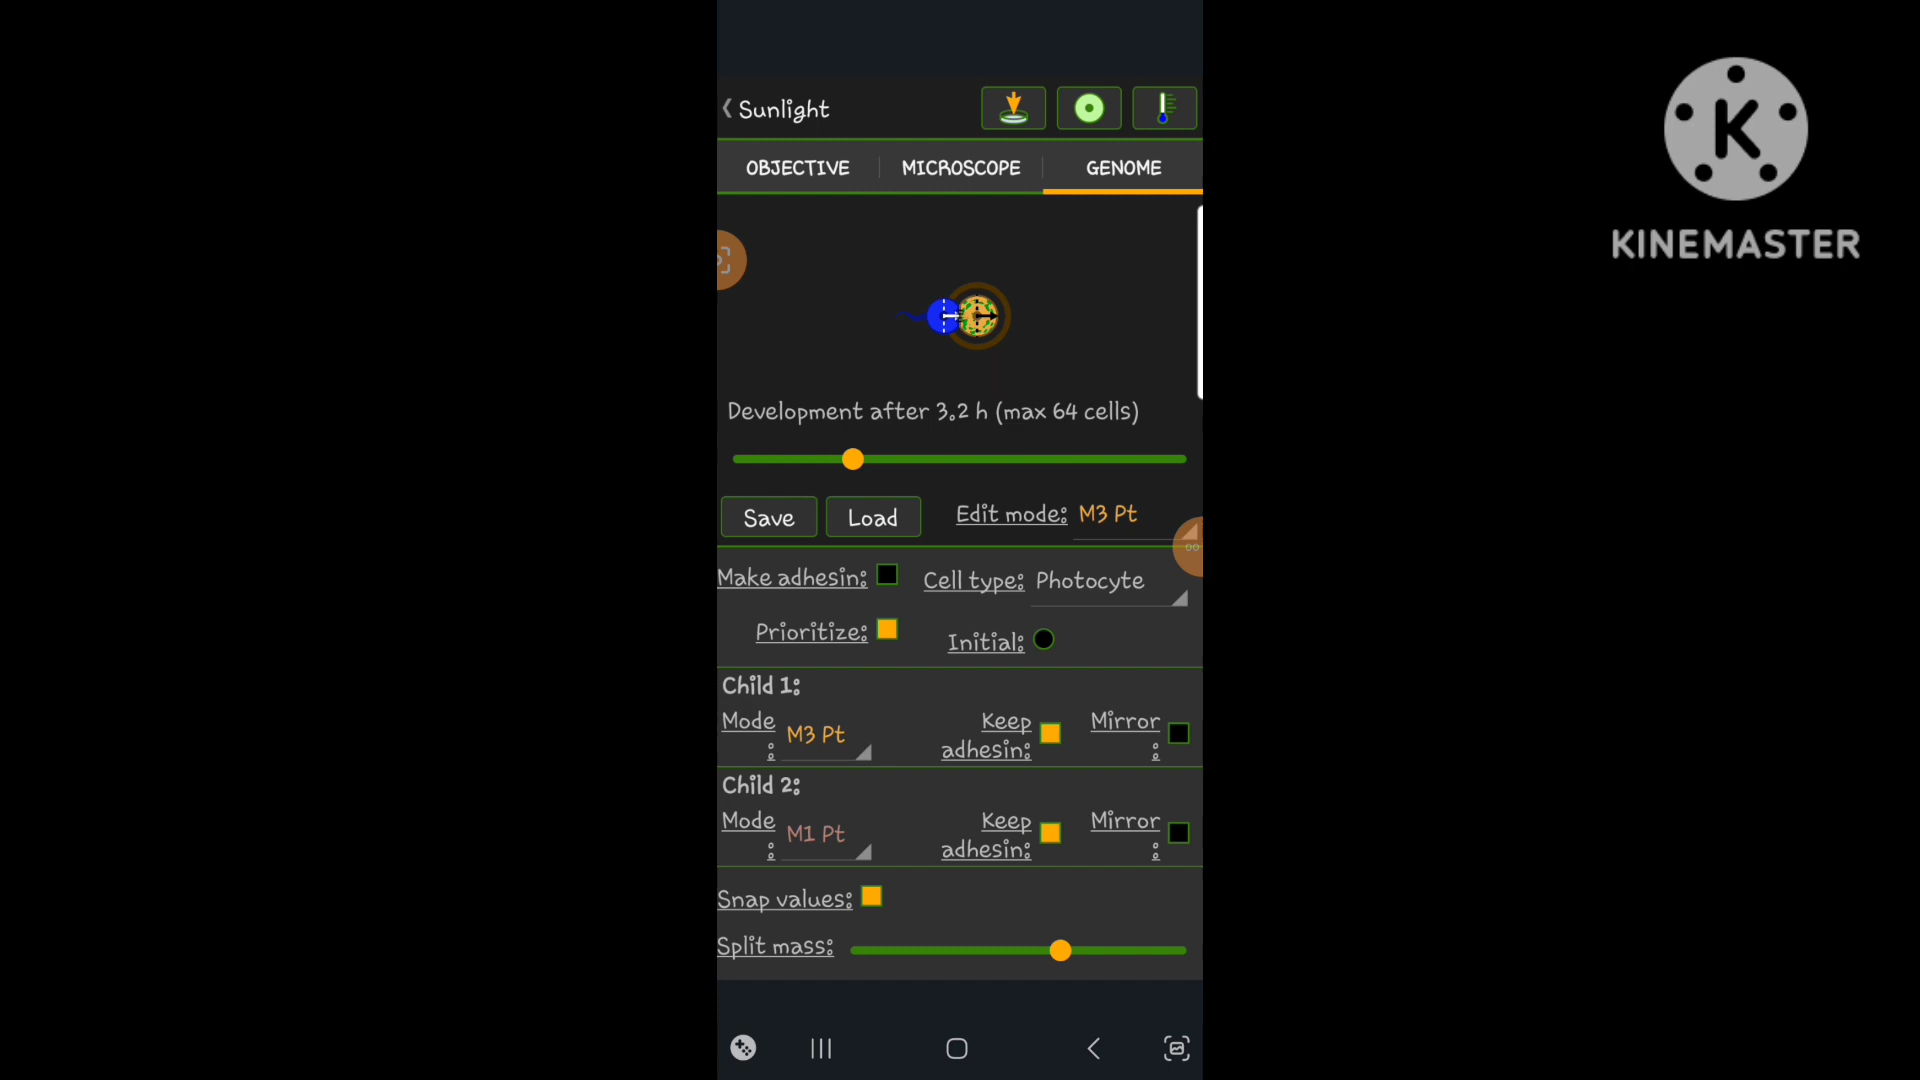 Sunlight
OBJECTIVE
MICROSCOPE
GENOME
K
KINEMASTER
Development after 3.2 h (max 64 cells)
Save
Load
Edit mode: M3 Pt
Make adhesin:
Cell type: Photocyte
Prioritize:
Initial:
Child 1:
Mode : M3 Pt
Keep adhesin:
Mirror :
Child 2:
Mode : M1 Pt
Keep adhesin:
Mirror :
Snap values:
Split mass: